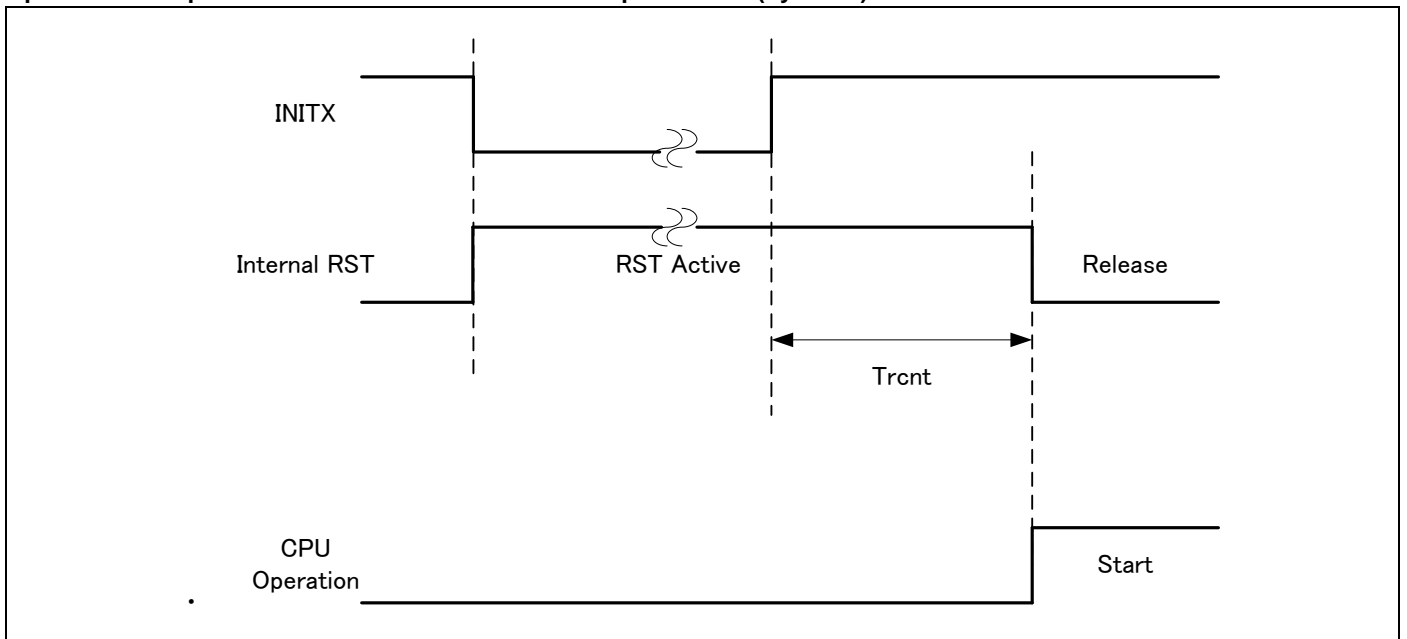 INITX
Internal RST
RST Active
Release
Trcnt
CPU
Operation
Start